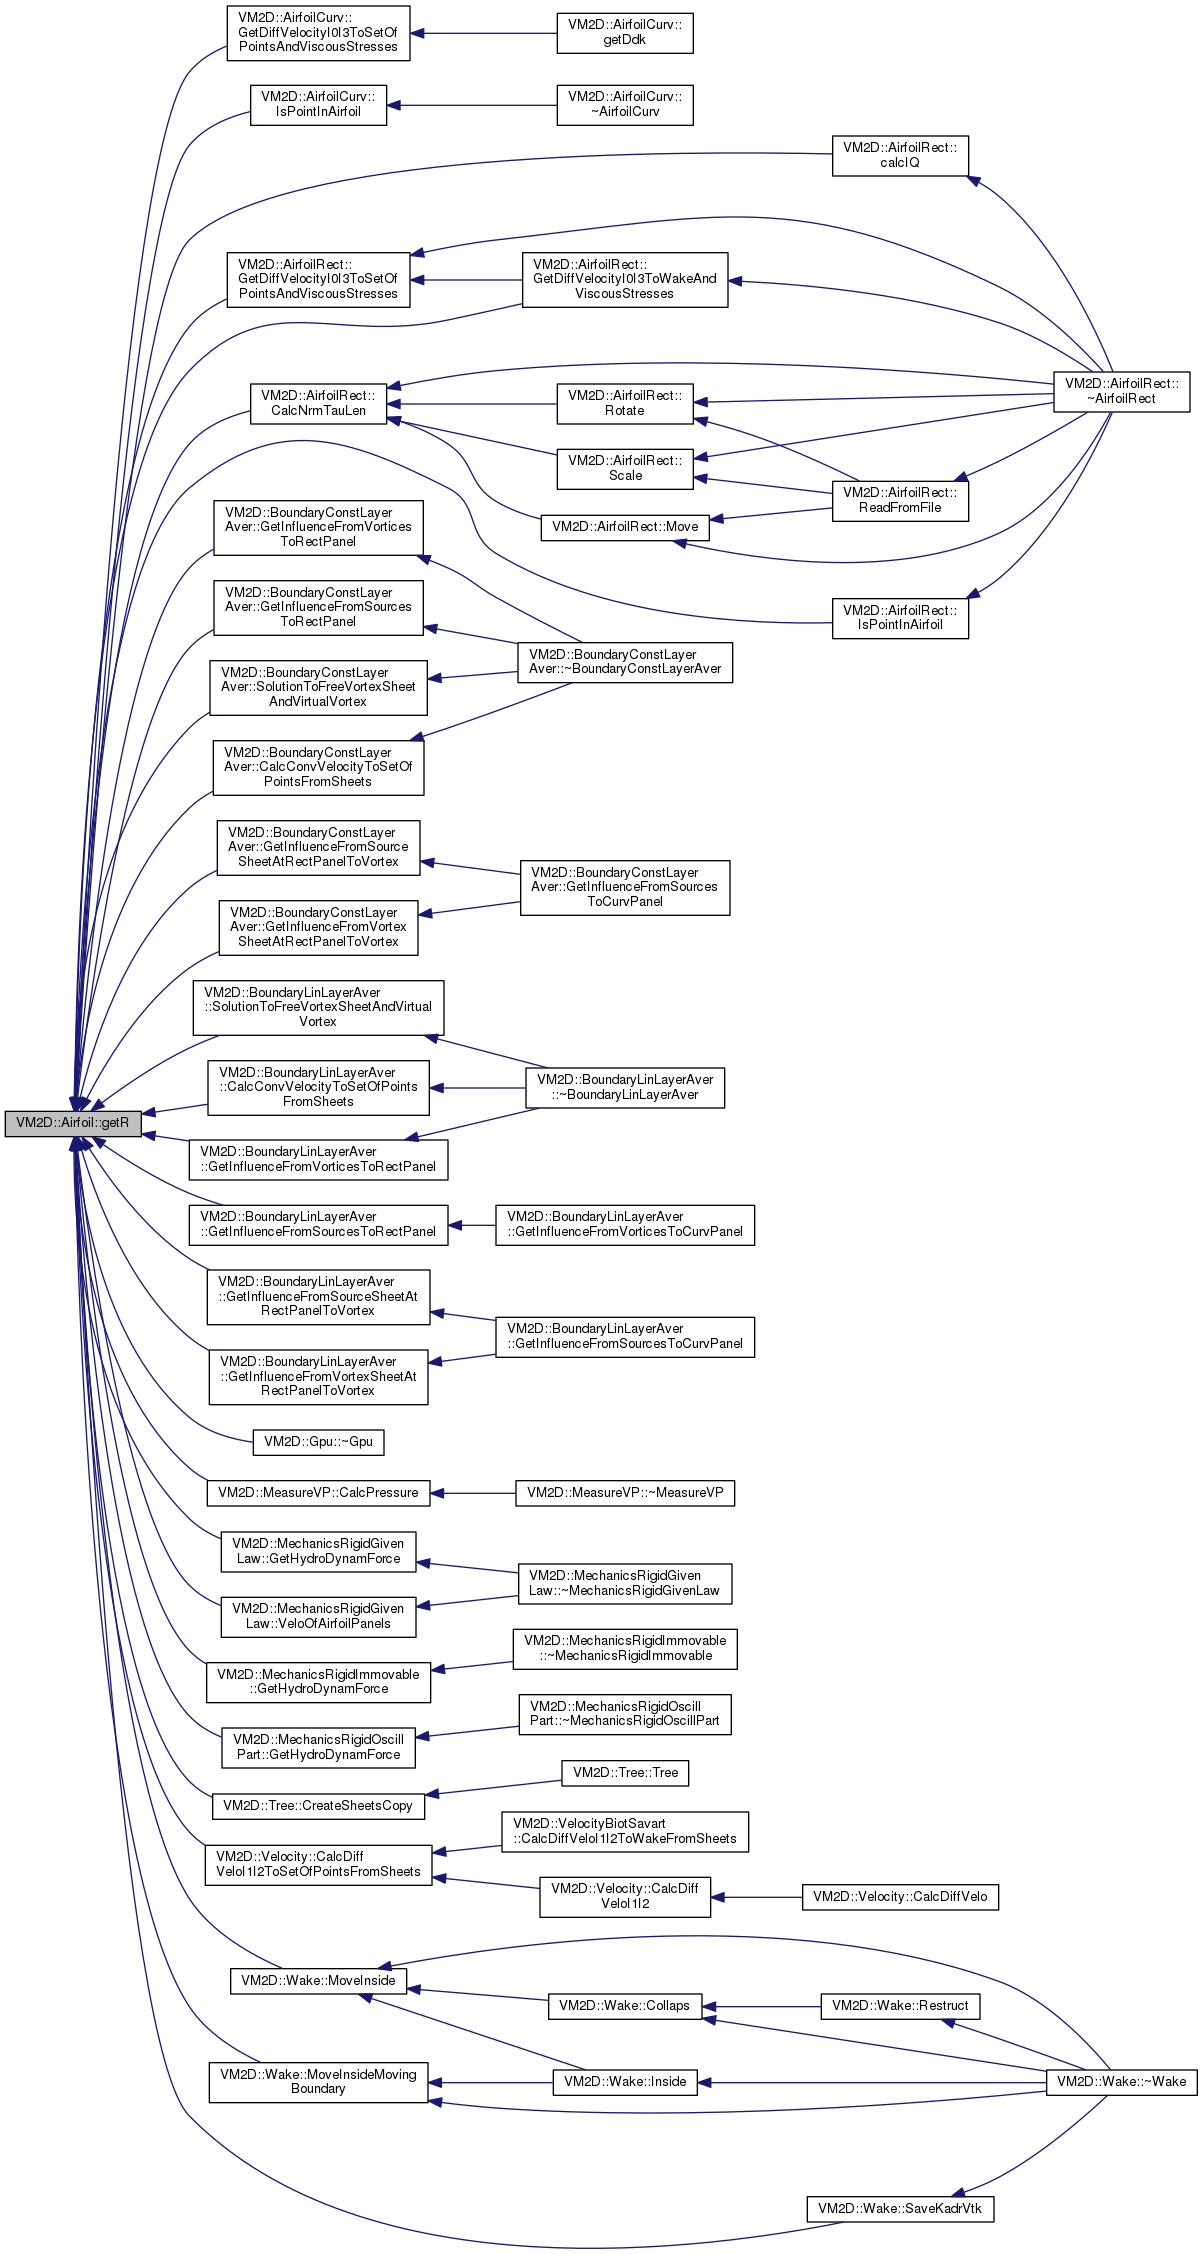 VM2D::AirfoilCurv::
GetDiffVelocityI0I3ToSetOf
PointsAndViscousStresses
VM2D::AirfoilCurv::
getDdk
VM2D::AirfoilCurv::
IsPointInAirfoil
VM2D::AirfoilCurv::
~AirfoilCurv
VM2D::AirfoilRect::
calcIQ
VM2D::AirfoilRect::
GetDiffVelocityI0I3ToSetOf
PointsAndViscousStresses
VM2D::AirfoilRect::
GetDiffVelocityI0I3ToWakeAnd
ViscousStresses
VM2D::AirfoilRect::
~AirfoilRect
VM2D::AirfoilRect::
CalcNrmTauLen
VM2D::AirfoilRect::
Rotate
VM2D::AirfoilRect::
Scale
VM2D::AirfoilRect::
ReadFromFile
VM2D::AirfoilRect::Move
VM2D::AirfoilRect::
IsPointInAirfoil
VM2D::BoundaryConstLayer
Aver::GetInfluenceFromVortices
ToRectPanel
VM2D::BoundaryConstLayer
Aver::GetInfluenceFromSources
ToRectPanel
VM2D::BoundaryConstLayer
Aver::~BoundaryConstLayerAver
VM2D::BoundaryConstLayer
Aver::SolutionToFreeVortexSheet
AndVirtualVortex
VM2D::BoundaryConstLayer
Aver::CalcConvVelocityToSetOf
PointsFromSheets
VM2D::BoundaryConstLayer
Aver::GetInfluenceFromSource
SheetAtRectPanelToVortex
VM2D::BoundaryConstLayer
Aver::GetInfluenceFromSources
ToCurvPanel
VM2D::BoundaryConstLayer
Aver::GetInfluenceFromVortex
SheetAtRectPanelToVortex
VM2D::BoundaryLinLayerAver
::SolutionToFreeVortexSheetAndVirtual
Vortex
VM2D::BoundaryLinLayerAver
::CalcConvVelocityToSetOfPoints
FromSheets
VM2D::BoundaryLinLayerAver
::~BoundaryLinLayerAver
VM2D::Airfoil::getR
VM2D::BoundaryLinLayerAver
::GetInfluenceFromVorticesToRectPanel
VM2D::BoundaryLinLayerAver
::GetInfluenceFromSourcesToRectPanel
VM2D::BoundaryLinLayerAver
::GetInfluenceFromVorticesToCurvPanel
VM2D::BoundaryLinLayerAver
::GetInfluenceFromSourceSheetAt
RectPanelToVortex
VM2D::BoundaryLinLayerAver
::GetInfluenceFromSourcesToCurvPanel
VM2D::BoundaryLinLayerAver
::GetInfluenceFromVortexSheetAt
RectPanelToVortex
VM2D::Gpu::~Gpu
VM2D::MeasureVP::CalcPressure
VM2D::MeasureVP::~MeasureVP
VM2D::MechanicsRigidGiven
Law::GetHydroDynamForce
VM2D::MechanicsRigidGiven
Law::~MechanicsRigidGivenLaw
VM2D::MechanicsRigidGiven
Law::VeloOfAirfoilPanels
VM2D::MechanicsRigidImmovable
::GetHydroDynamForce
VM2D::MechanicsRigidImmovable
::~MechanicsRigidImmovable
VM2D::MechanicsRigidOscill
Part::GetHydroDynamForce
VM2D::MechanicsRigidOscill
Part::~MechanicsRigidOscillPart
VM2D::Tree::CreateSheetsCopy
VM2D::Tree::Tree
VM2D::Velocity::CalcDiff
VeloI1I2ToSetOfPointsFromSheets
VM2D::VelocityBiotSavart
::CalcDiffVeloI1I2ToWakeFromSheets
VM2D::Velocity::CalcDiff
VeloI1I2
VM2D::Velocity::CalcDiffVelo
VM2D::Wake::MoveInside
VM2D::Wake::Collaps
VM2D::Wake::Restruct
VM2D::Wake::MoveInsideMoving
Boundary
VM2D::Wake::Inside
VM2D::Wake::~Wake
VM2D::Wake::SaveKadrVtk